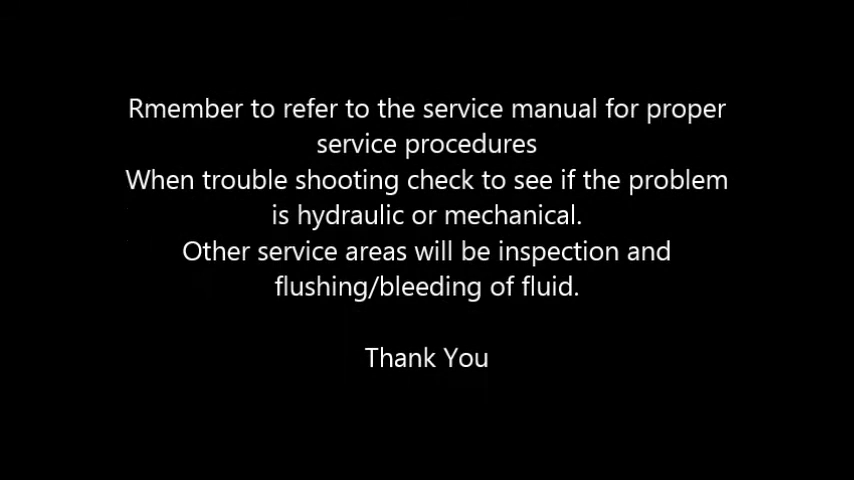 Rmember to refer to the service manual for proper
service procedures
When trouble shooting check to see if the problem
is hydraulic or mechanical.
Other service areas will be inspection and
flushing/bleeding of fluid.
Thank You